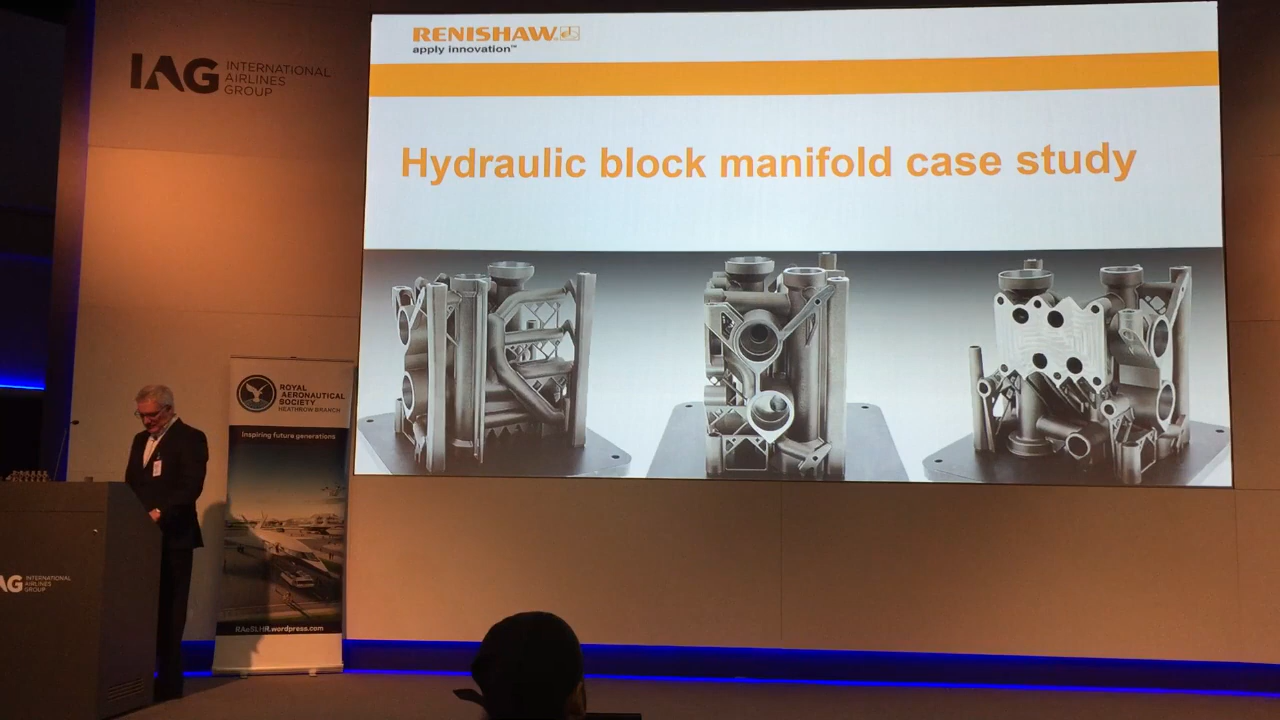 IAG INTERNATIONAL
AIRLINES
GROUP
RENISHAW
apply innovation™
Hydraulic block manifold case study
ROYAL
AERONAUTICAL
SOCIETY
HEATHROW BRANCH
Inspiring future generations
RAeSLHR.wordpress.com
AG INTERNATIONAL
AIRLINES
GROUP